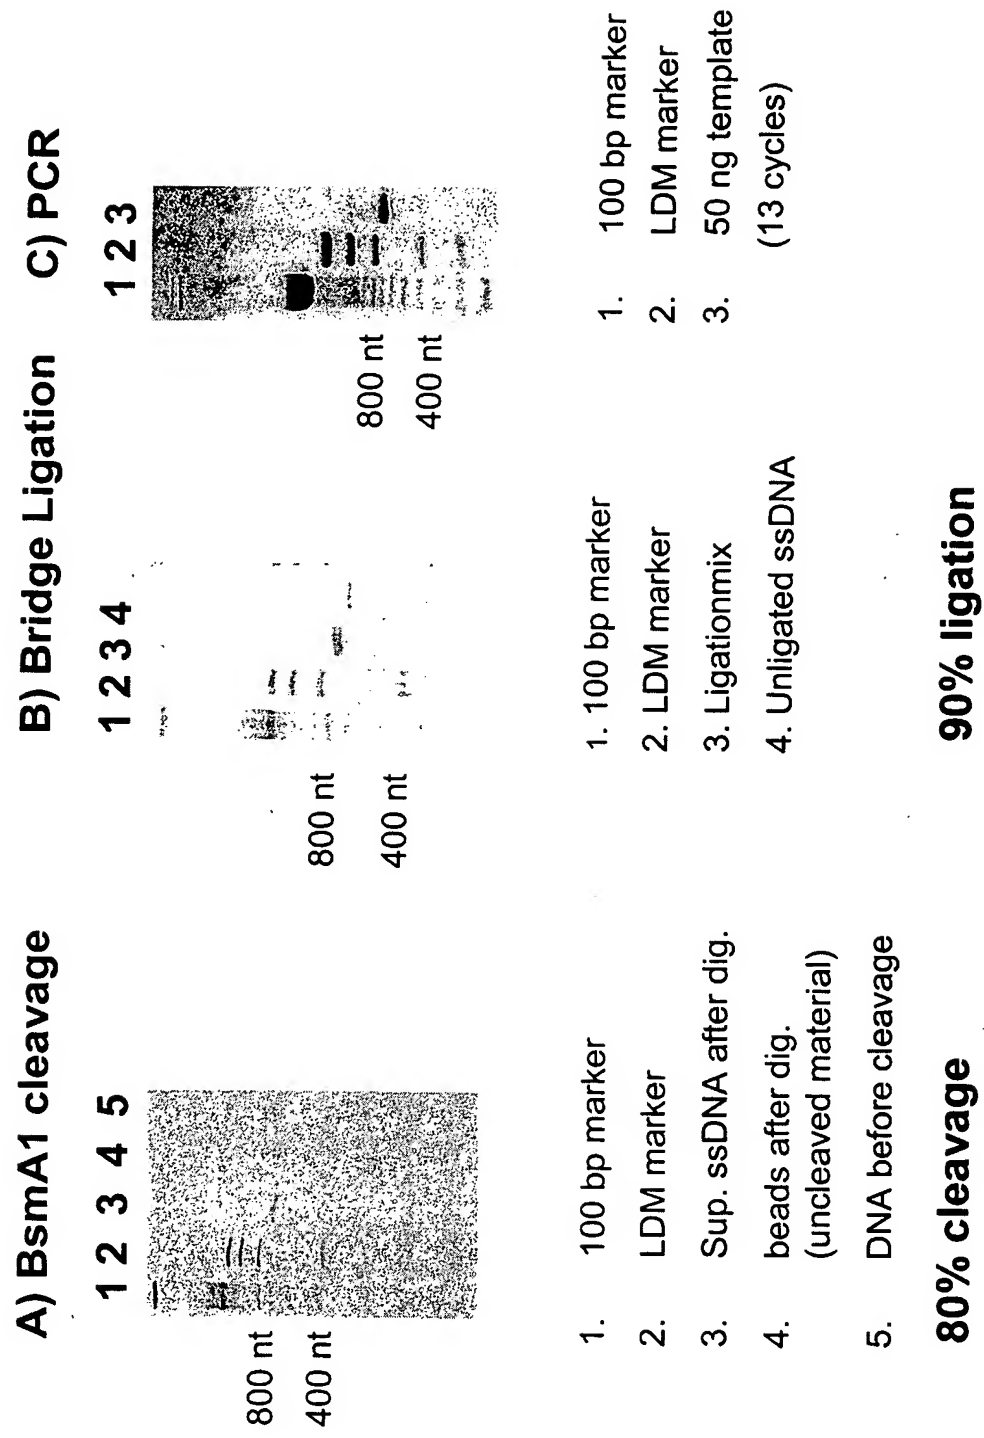 A) BsmA1 cleavage
1 2 3 4 5
800 nt
400 nt
1. 100 bp marker
2. LDM marker
3. Sup. ssDNA after dig.
4. beads after dig.
(uncleaved material)
5. DNA before cleavage
80% cleavage
B) Bridge Ligation
1 2 3 4
800 nt
400 nt
1. 100 bp marker
2. LDM marker
3. Ligationmix
4. Unligated ssDNA
90% ligation
C) PCR
1 2 3
800 nt
400 nt
1. 100 bp marker
2. LDM marker
3. 50 ng template
(13 cycles)